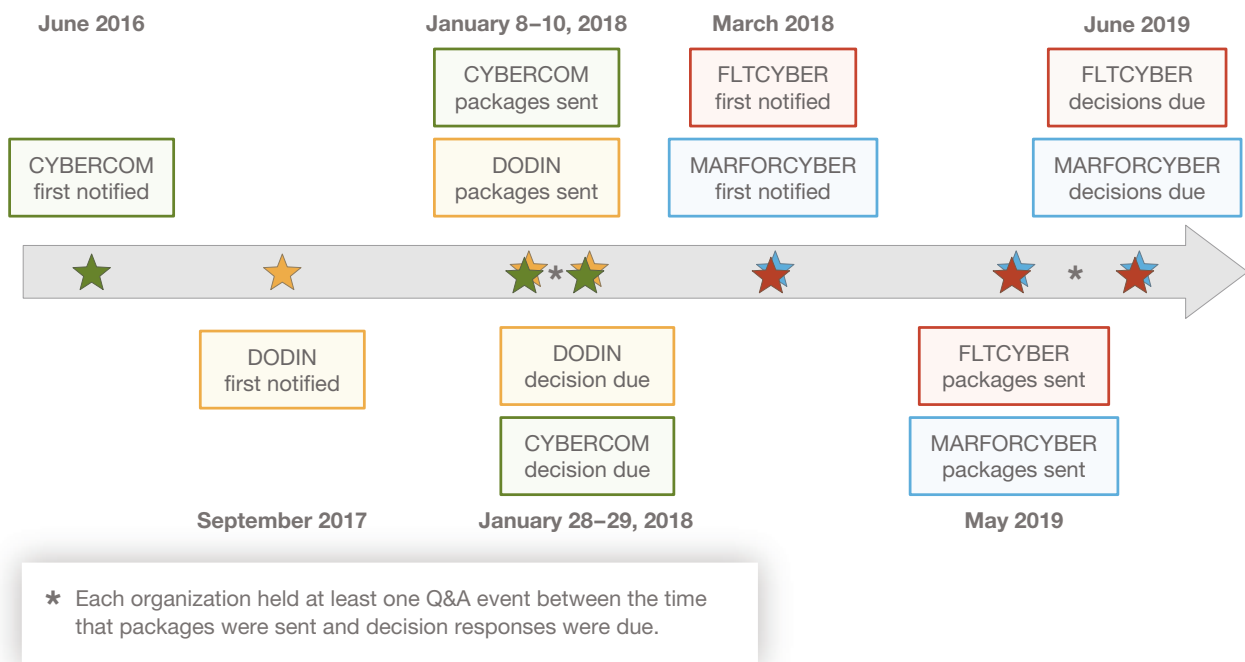 June 2016
CYBERCOM
first notified
January 8–10, 2018
CYBERCOM
packages sent
DODIN
packages sent
March 2018
FLTCYBER
first notified
MARFORCYBER
first notified
June 2019
FLTCYBER
decisions due
MARFORCYBER
decisions due
*
*
DODIN
first notified
September 2017
DODIN
decision due
CYBERCOM
decision due
January 28–29, 2018
FLTCYBER
packages sent
MARFORCYBER
packages sent
May 2019
* Each organization held at least one Q&A event between the time
that packages were sent and decision responses were due.